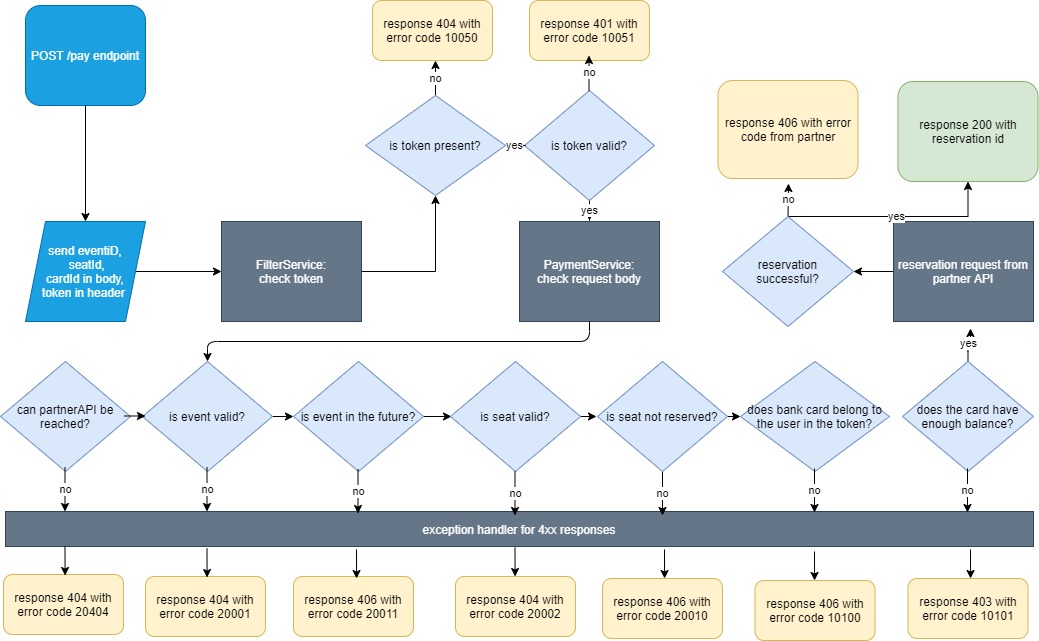 POST /pay endpoint
response 404 with
error code 10050
response 401 with
error code 10051
no
no
is token present?
yes
is token valid?
yes
response 406 with error
code from partner
response 200 with
reservation id
no
yes
send eventiD,
seatId,
cardId in body,
token in header
FilterService:
check token
PaymentService:
check request body
reservation
successful?
reservation request from
partner API
yes
can partnerAPI be
reached?
is event valid?
is event in the future?
is seat valid?
is seat not reserved?
does bank card belong to
the user in the token?
does the card have
enough balance?
no
no
no
no
no
no
no
exception handler for 4xx responses
response 404 with
error code 20404
response 404 with
error code 20001
response 406 with
error code 20011
response 404 with
error code 20002
response 406 with
error code 20010
response 406 with
error code 10100
response 403 with
error code 10101